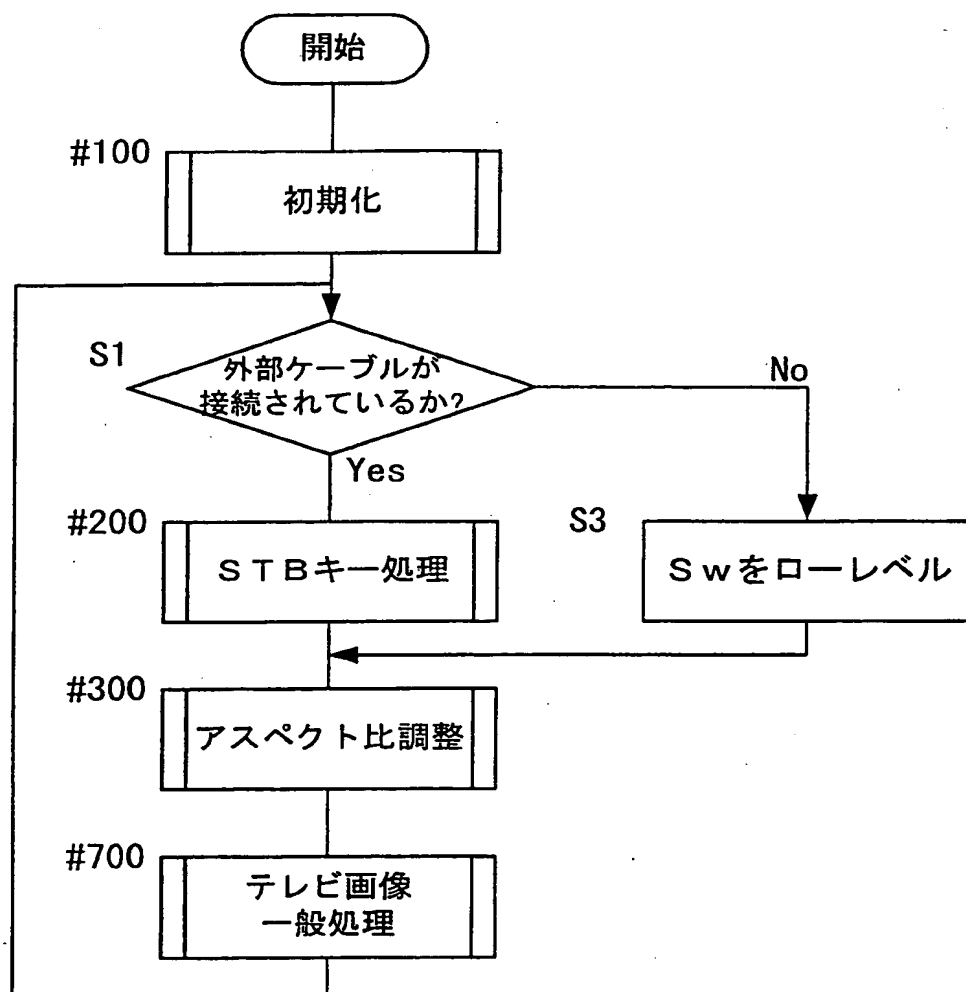 開始
#100
初期化
S1
外部ケーブルが
接続されているか?
No
Yes
#200
STBキー処理
S3
Swをローレベル
#300
アスペクト比調整
#700
テレビ画像
一般処理